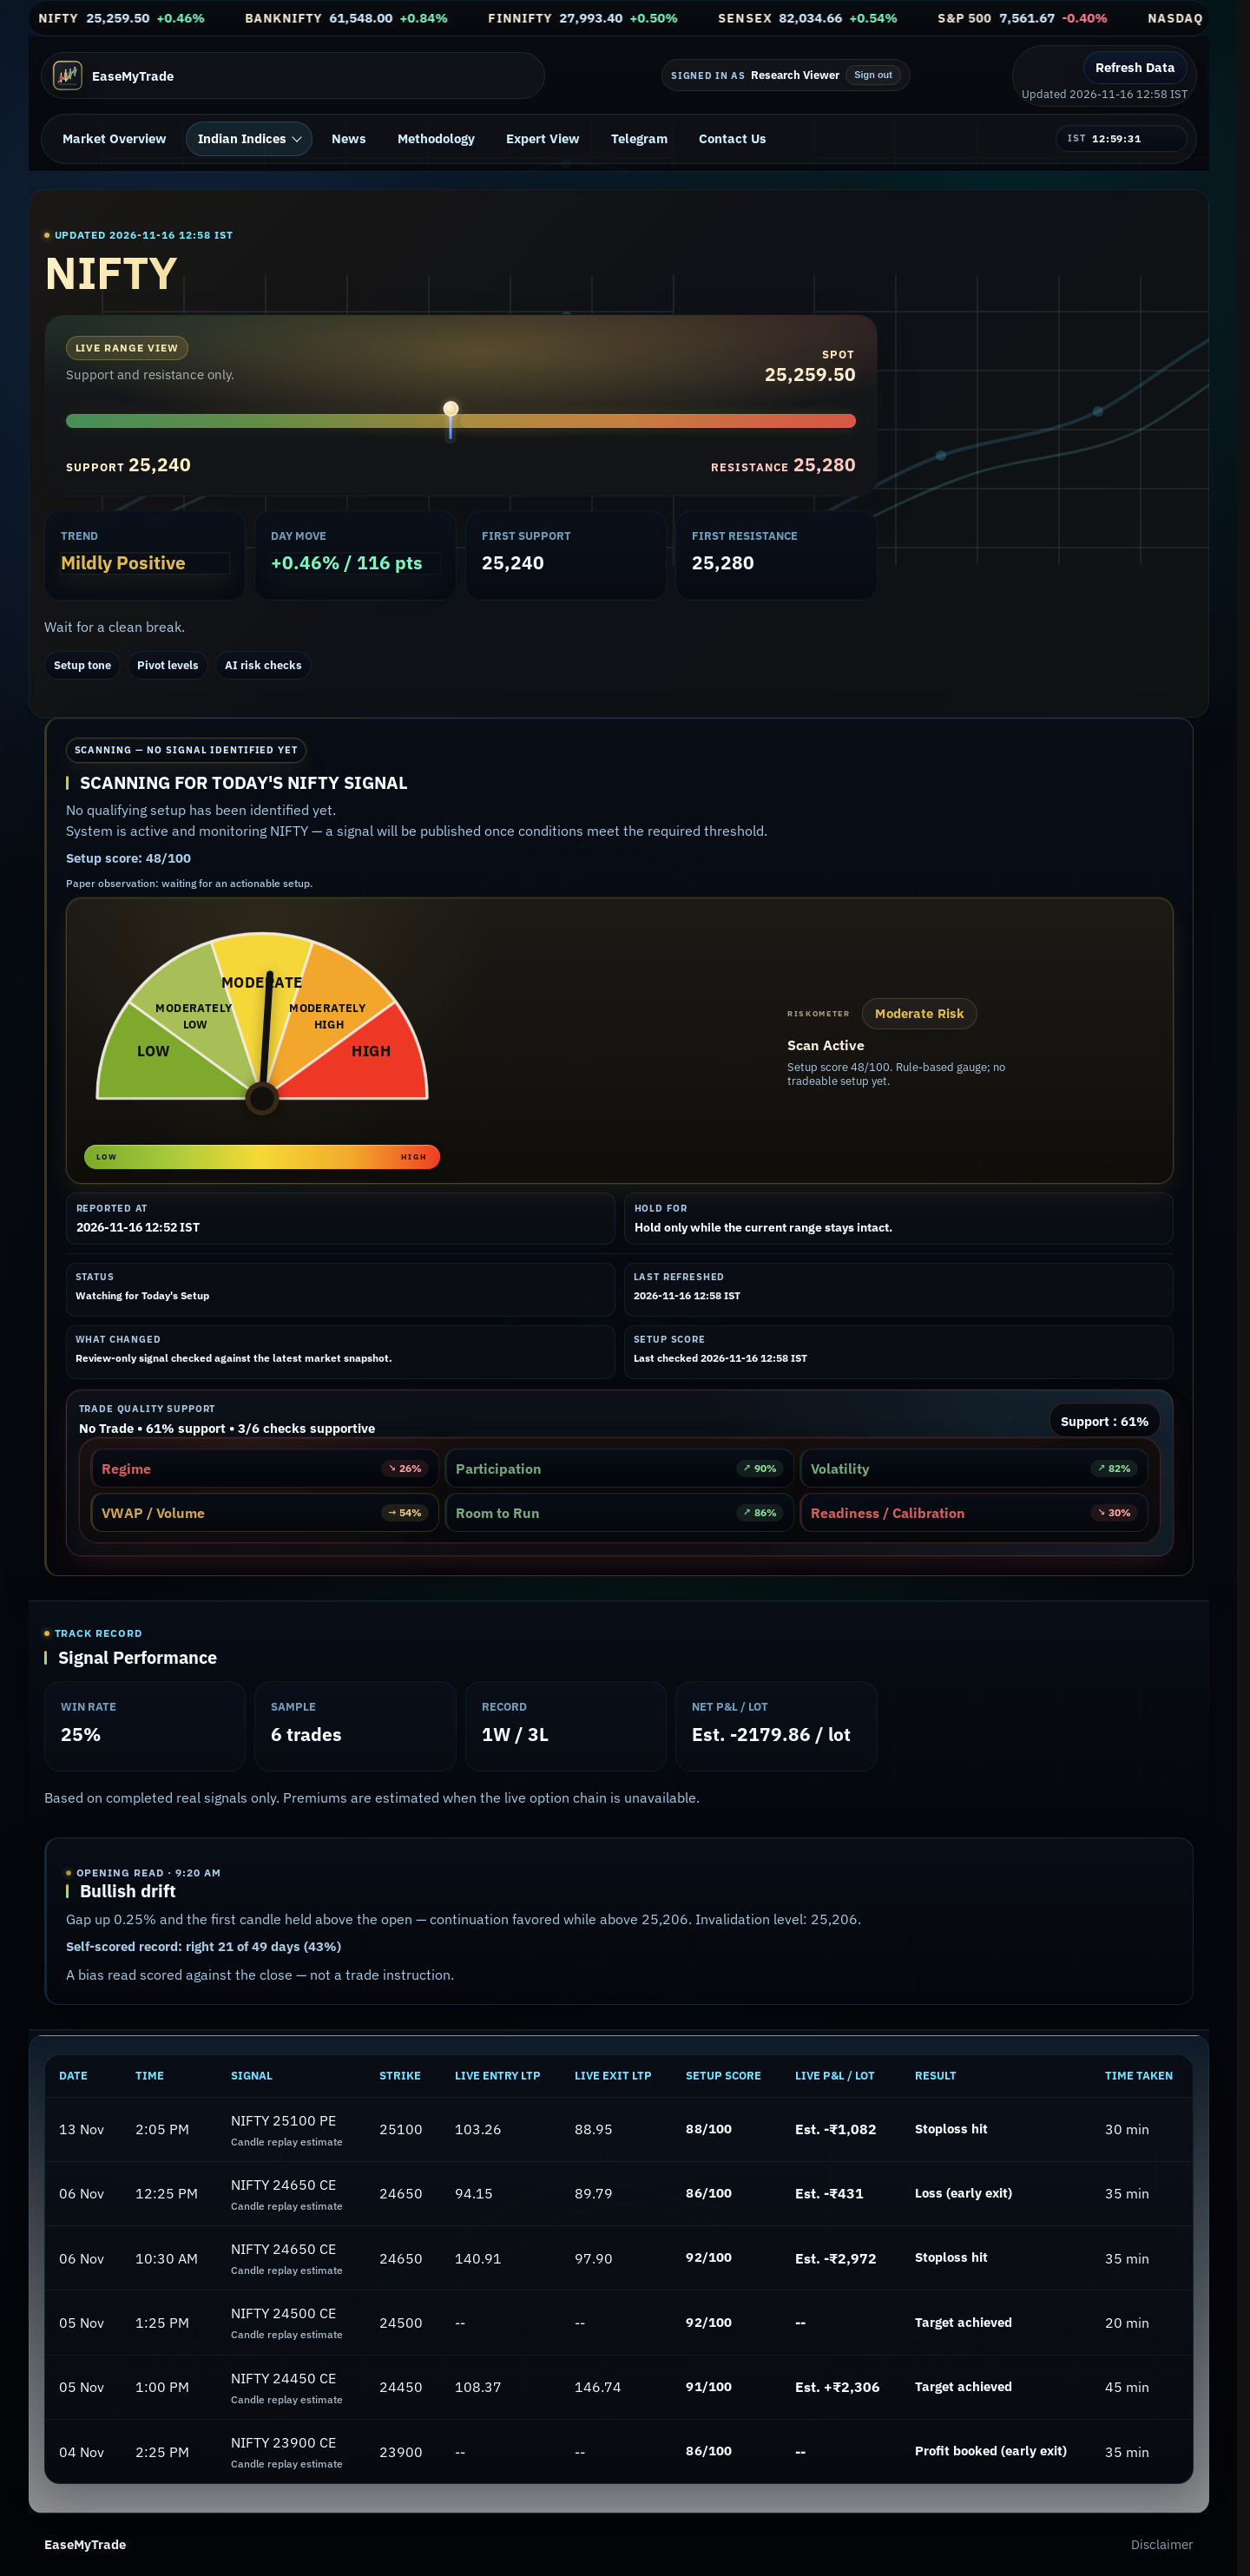 NIFTY 25,259.50 +0.46% BANKNIFTY 61,548.00 +0.84% FINNIFTY 27,993.40 +0.50% SENSEX 82,034.66 +0.54% S&P 500 7,561.67 -0.40% NASDAQ
EaseMyTrade
SIGNED IN AS Research Viewer Sign out
Refresh Data
Updated 2026-11-16 12:58 IST
Market Overview Indian Indices News Methodology Expert View Telegram Contact Us IST 12:59:31
UPDATED 2026-11-16 12:58 IST
NIFTY
LIVE RANGE VIEW
Support and resistance only.
SPOT
25,259.50
SUPPORT 25,240 RESISTANCE 25,280
TREND
Mildly Positive
DAY MOVE
+0.46% / 116 pts
FIRST SUPPORT
25,240
FIRST RESISTANCE
25,280
Wait for a clean break.
Setup tone Pivot levels AI risk checks
SCANNING — NO SIGNAL IDENTIFIED YET
SCANNING FOR TODAY'S NIFTY SIGNAL
No qualifying setup has been identified yet.
System is active and monitoring NIFTY — a signal will be published once conditions meet the required threshold.
Setup score: 48/100
Paper observation: waiting for an actionable setup.
LOW
MODERATELY
LOW
MODERATE
MODERATELY
HIGH
HIGH
LOW HIGH
RISKOMETER Moderate Risk
Scan Active
Setup score 48/100. Rule-based gauge; no
tradeable setup yet.
REPORTED AT
2026-11-16 12:52 IST
HOLD FOR
Hold only while the current range stays intact.
STATUS
Watching for Today's Setup
LAST REFRESHED
2026-11-16 12:58 IST
WHAT CHANGED
Review-only signal checked against the latest market snapshot.
SETUP SCORE
Last checked 2026-11-16 12:58 IST
TRADE QUALITY SUPPORT
No Trade • 61% support • 3/6 checks supportive
Support : 61%
Regime ↘ 26% Participation ↗ 90% Volatility ↗ 82%
VWAP / Volume → 54% Room to Run ↗ 86% Readiness / Calibration ↘ 30%
TRACK RECORD
Signal Performance
WIN RATE
25%
SAMPLE
6 trades
RECORD
1W / 3L
NET P&L / LOT
Est. -2179.86 / lot
Based on completed real signals only. Premiums are estimated when the live option chain is unavailable.
OPENING READ · 9:20 AM
Bullish drift
Gap up 0.25% and the first candle held above the open — continuation favored while above 25,206. Invalidation level: 25,206.
Self-scored record: right 21 of 49 days (43%)
A bias read scored against the close — not a trade instruction.
DATE TIME SIGNAL STRIKE LIVE ENTRY LTP LIVE EXIT LTP SETUP SCORE LIVE P&L / LOT RESULT TIME TAKEN
13 Nov 2:05 PM NIFTY 25100 PE 25100 103.26 88.95 88/100 Est. -₹1,082 Stoploss hit 30 min
Candle replay estimate
06 Nov 12:25 PM NIFTY 24650 CE 24650 94.15 89.79 86/100 Est. -₹431 Loss (early exit) 35 min
Candle replay estimate
06 Nov 10:30 AM NIFTY 24650 CE 24650 140.91 97.90 92/100 Est. -₹2,972 Stoploss hit 35 min
Candle replay estimate
05 Nov 1:25 PM NIFTY 24500 CE 24500 -- -- 92/100 -- Target achieved 20 min
Candle replay estimate
05 Nov 1:00 PM NIFTY 24450 CE 24450 108.37 146.74 91/100 Est. +₹2,306 Target achieved 45 min
Candle replay estimate
04 Nov 2:25 PM NIFTY 23900 CE 23900 -- -- 86/100 -- Profit booked (early exit) 35 min
Candle replay estimate
EaseMyTrade Disclaimer